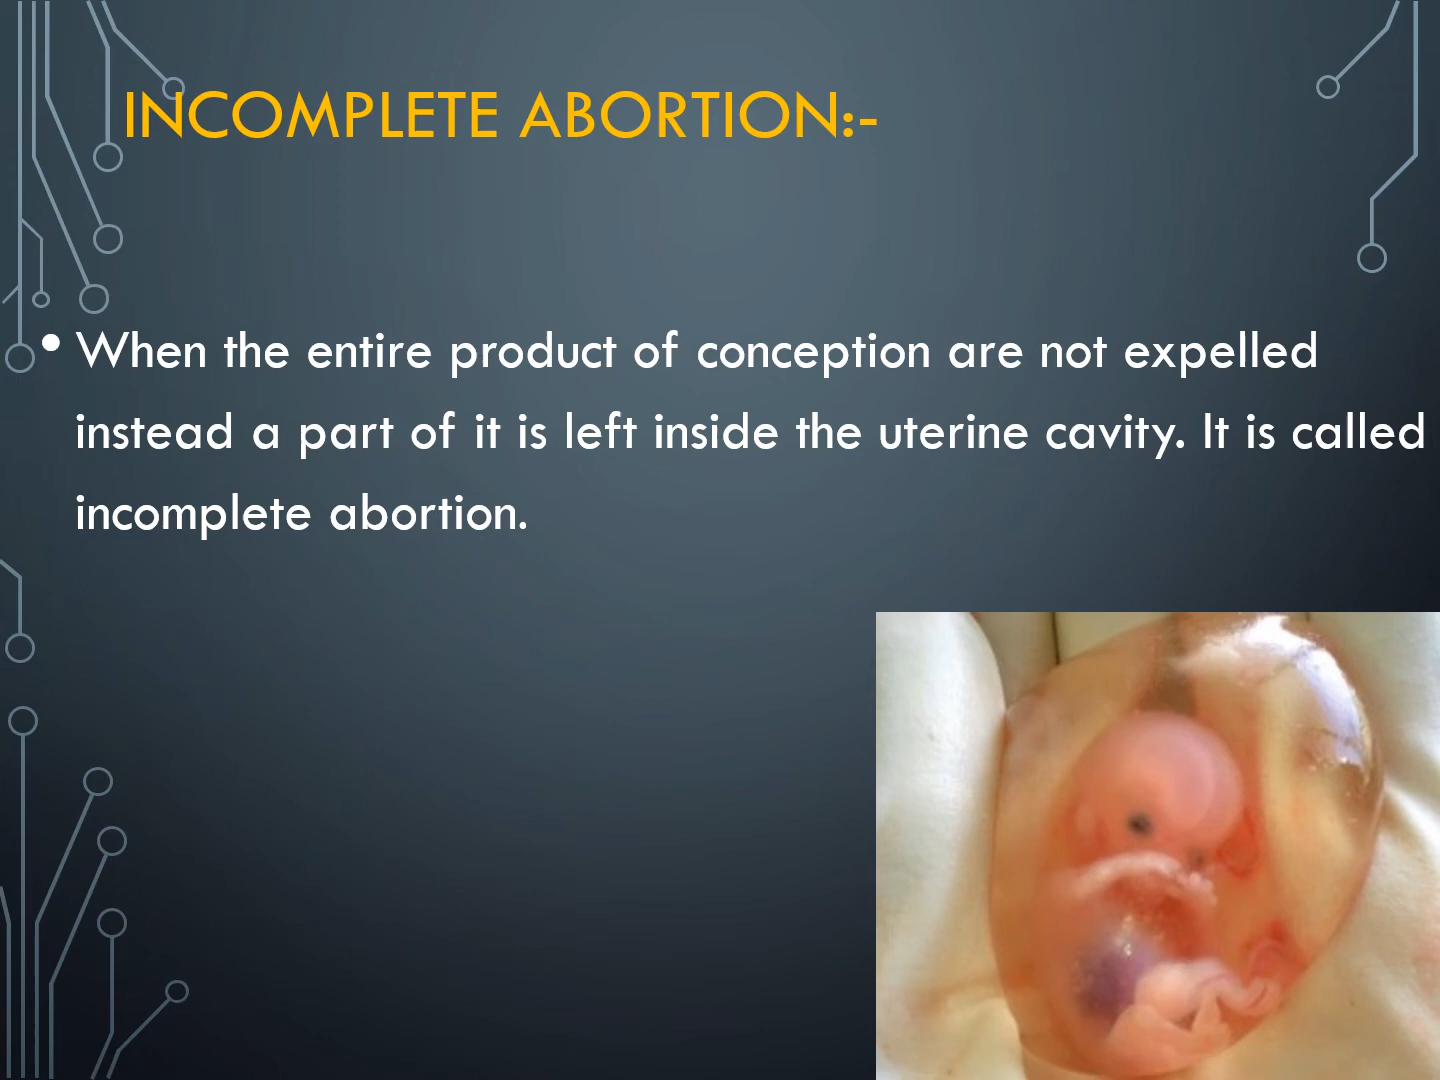 INCOMPLETE ABORTION:-
• When the entire product of conception are not expelled
instead a part of it is left inside the uterine cavity. It is called
incomplete abortion.